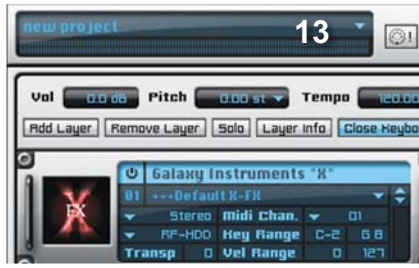 new project 13
!
Vol 0.0 dB Pitch 0.00 st Tempo 120.00
Add Layer Remove Layer Solo Layer Info Close Keybo
Galaxy Instruments "X"
01 ---Default X-FX
X FX
Stereo Midi Chan. 01
RF-HDD Key Range C-2 G 8
Transp 0 Vel Range 0 127